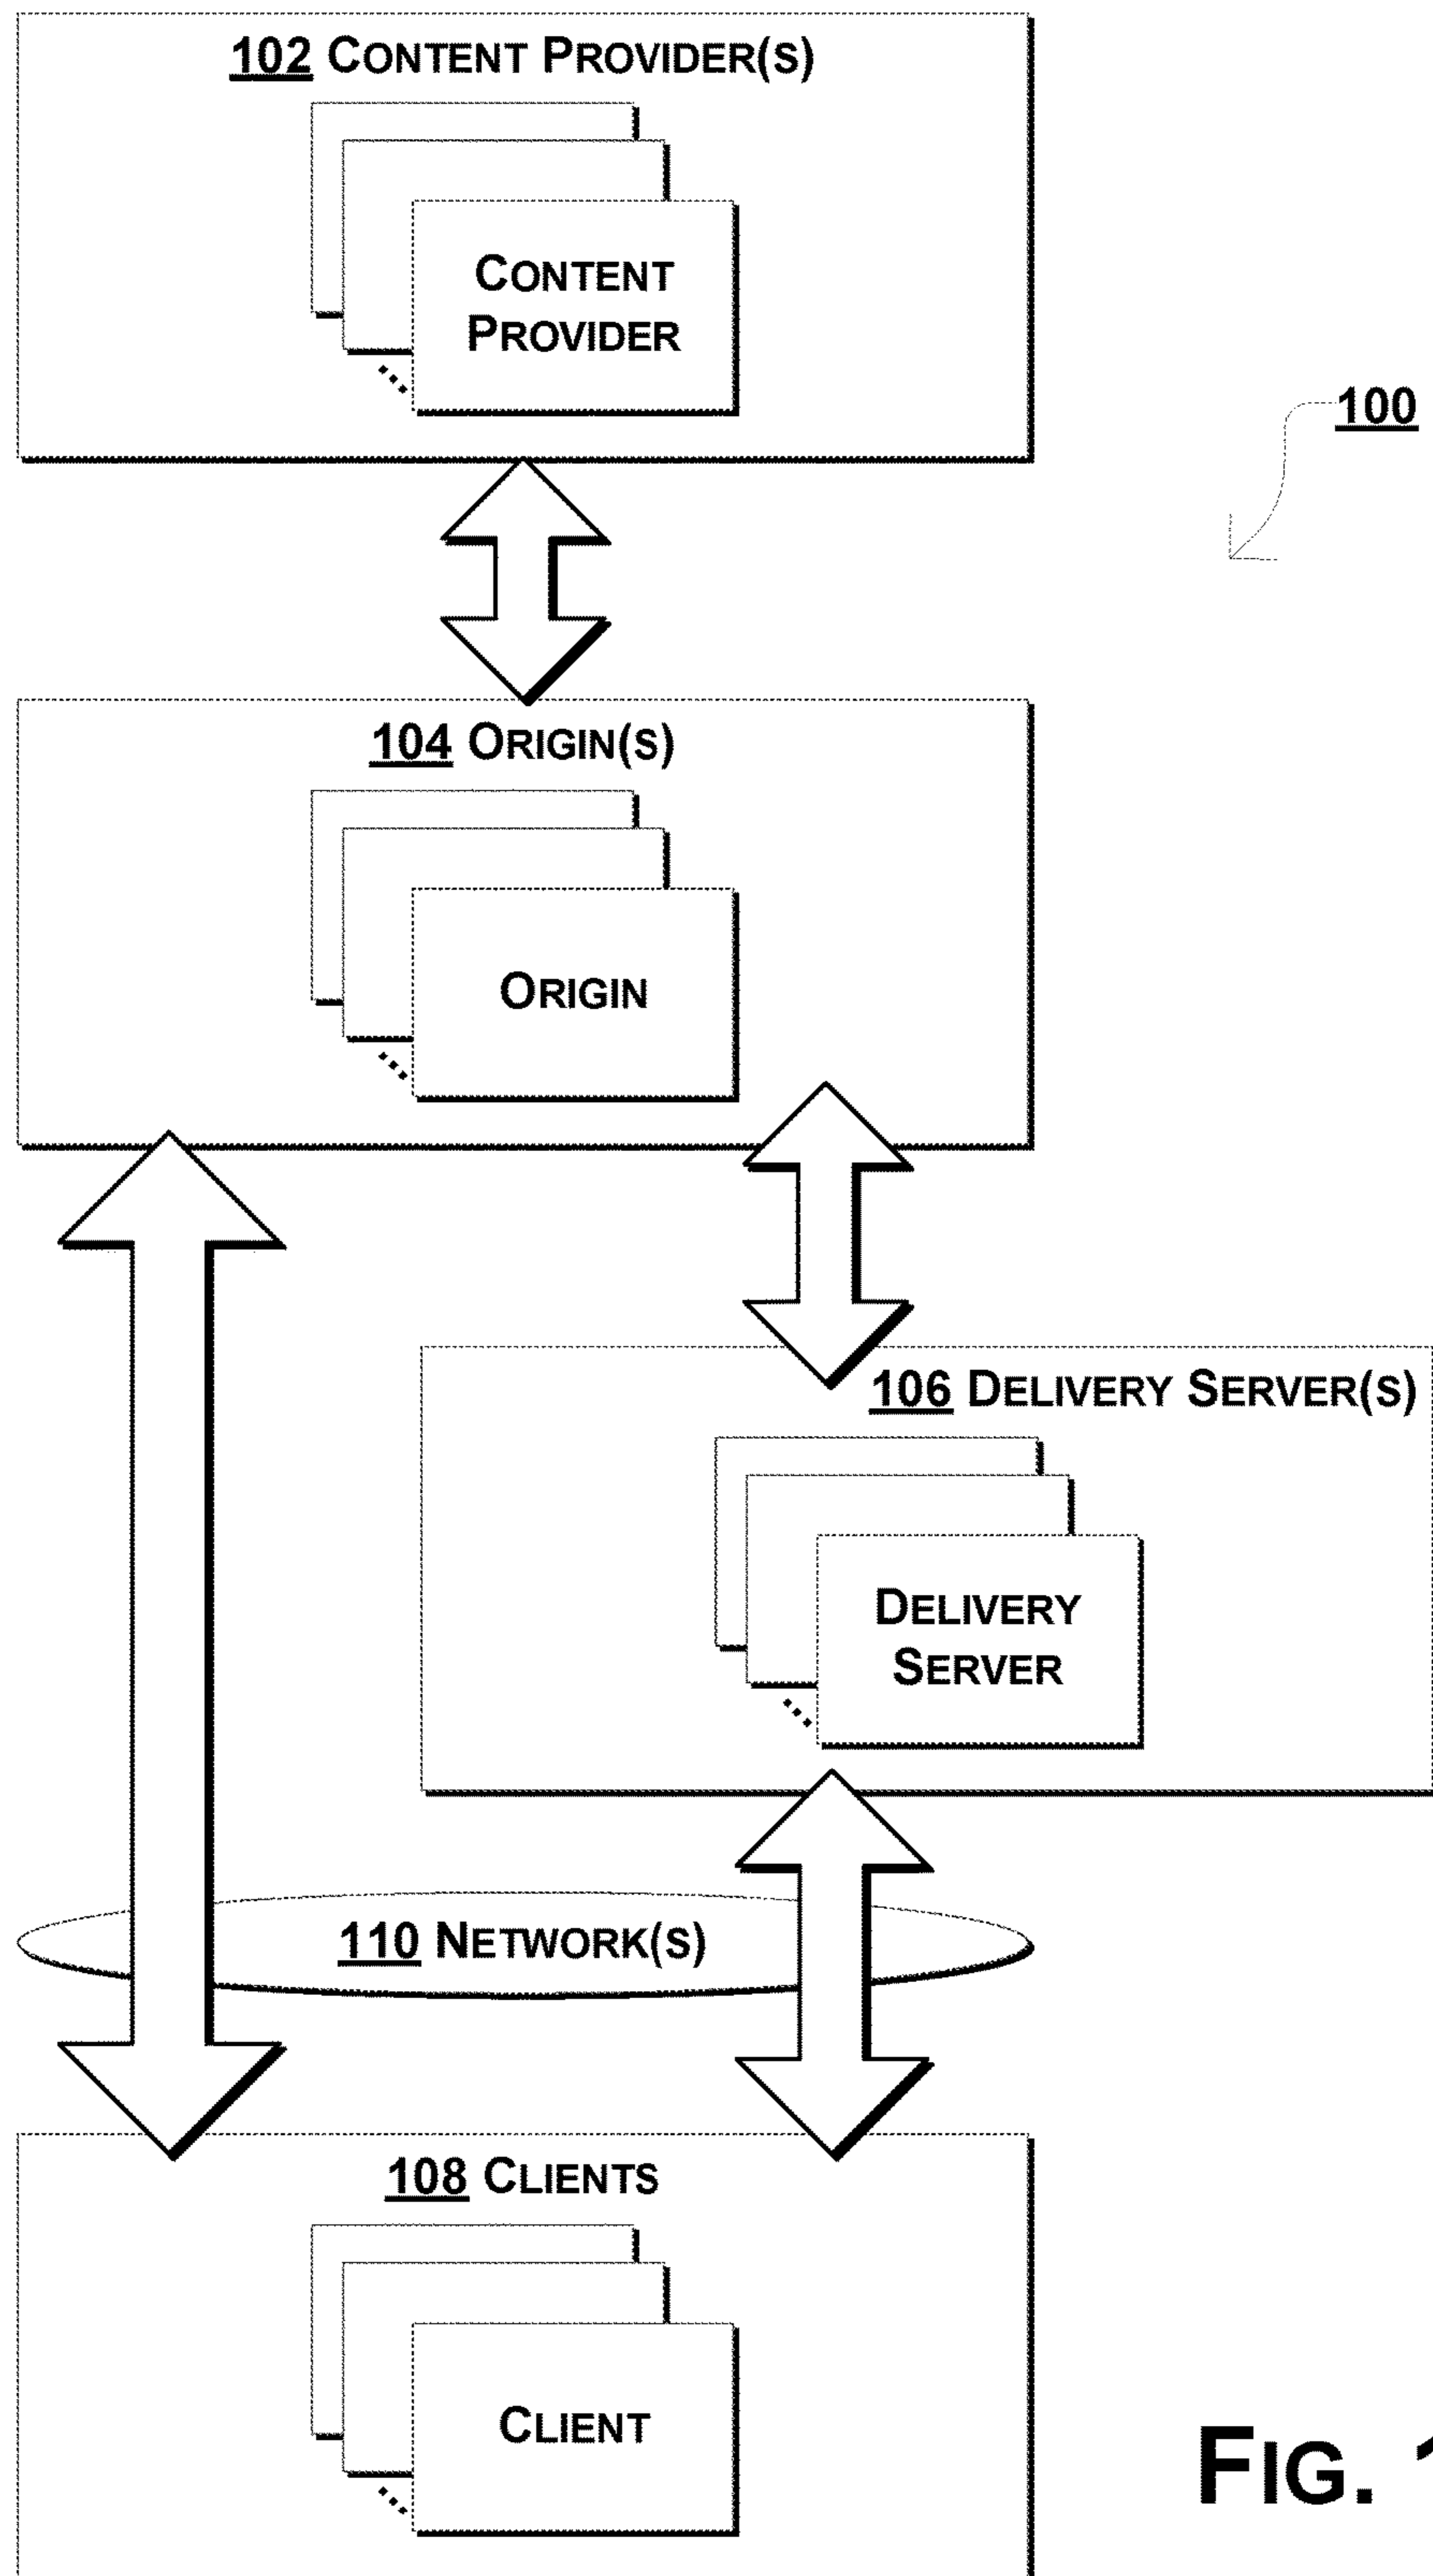 102 CONTENT PROVIDER(S)
CONTENT
PROVIDER
100
104 ORIGIN(S)
ORIGIN
106 DELIVERY SERVER(S)
DELIVERY
SERVER
110 NETWORK(S)
108 CLIENTS
CLIENT
FIG.